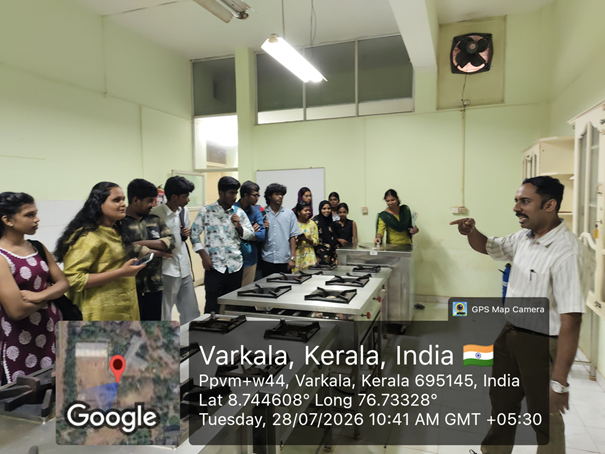 GPS Map Camera
Varkala, Kerala, India
Ppvm+w44, Varkala, Kerala 695145, India
Lat 8.744608° Long 76.73328°
Tuesday, 28/07/2026 10:41 AM GMT +05:30
Google